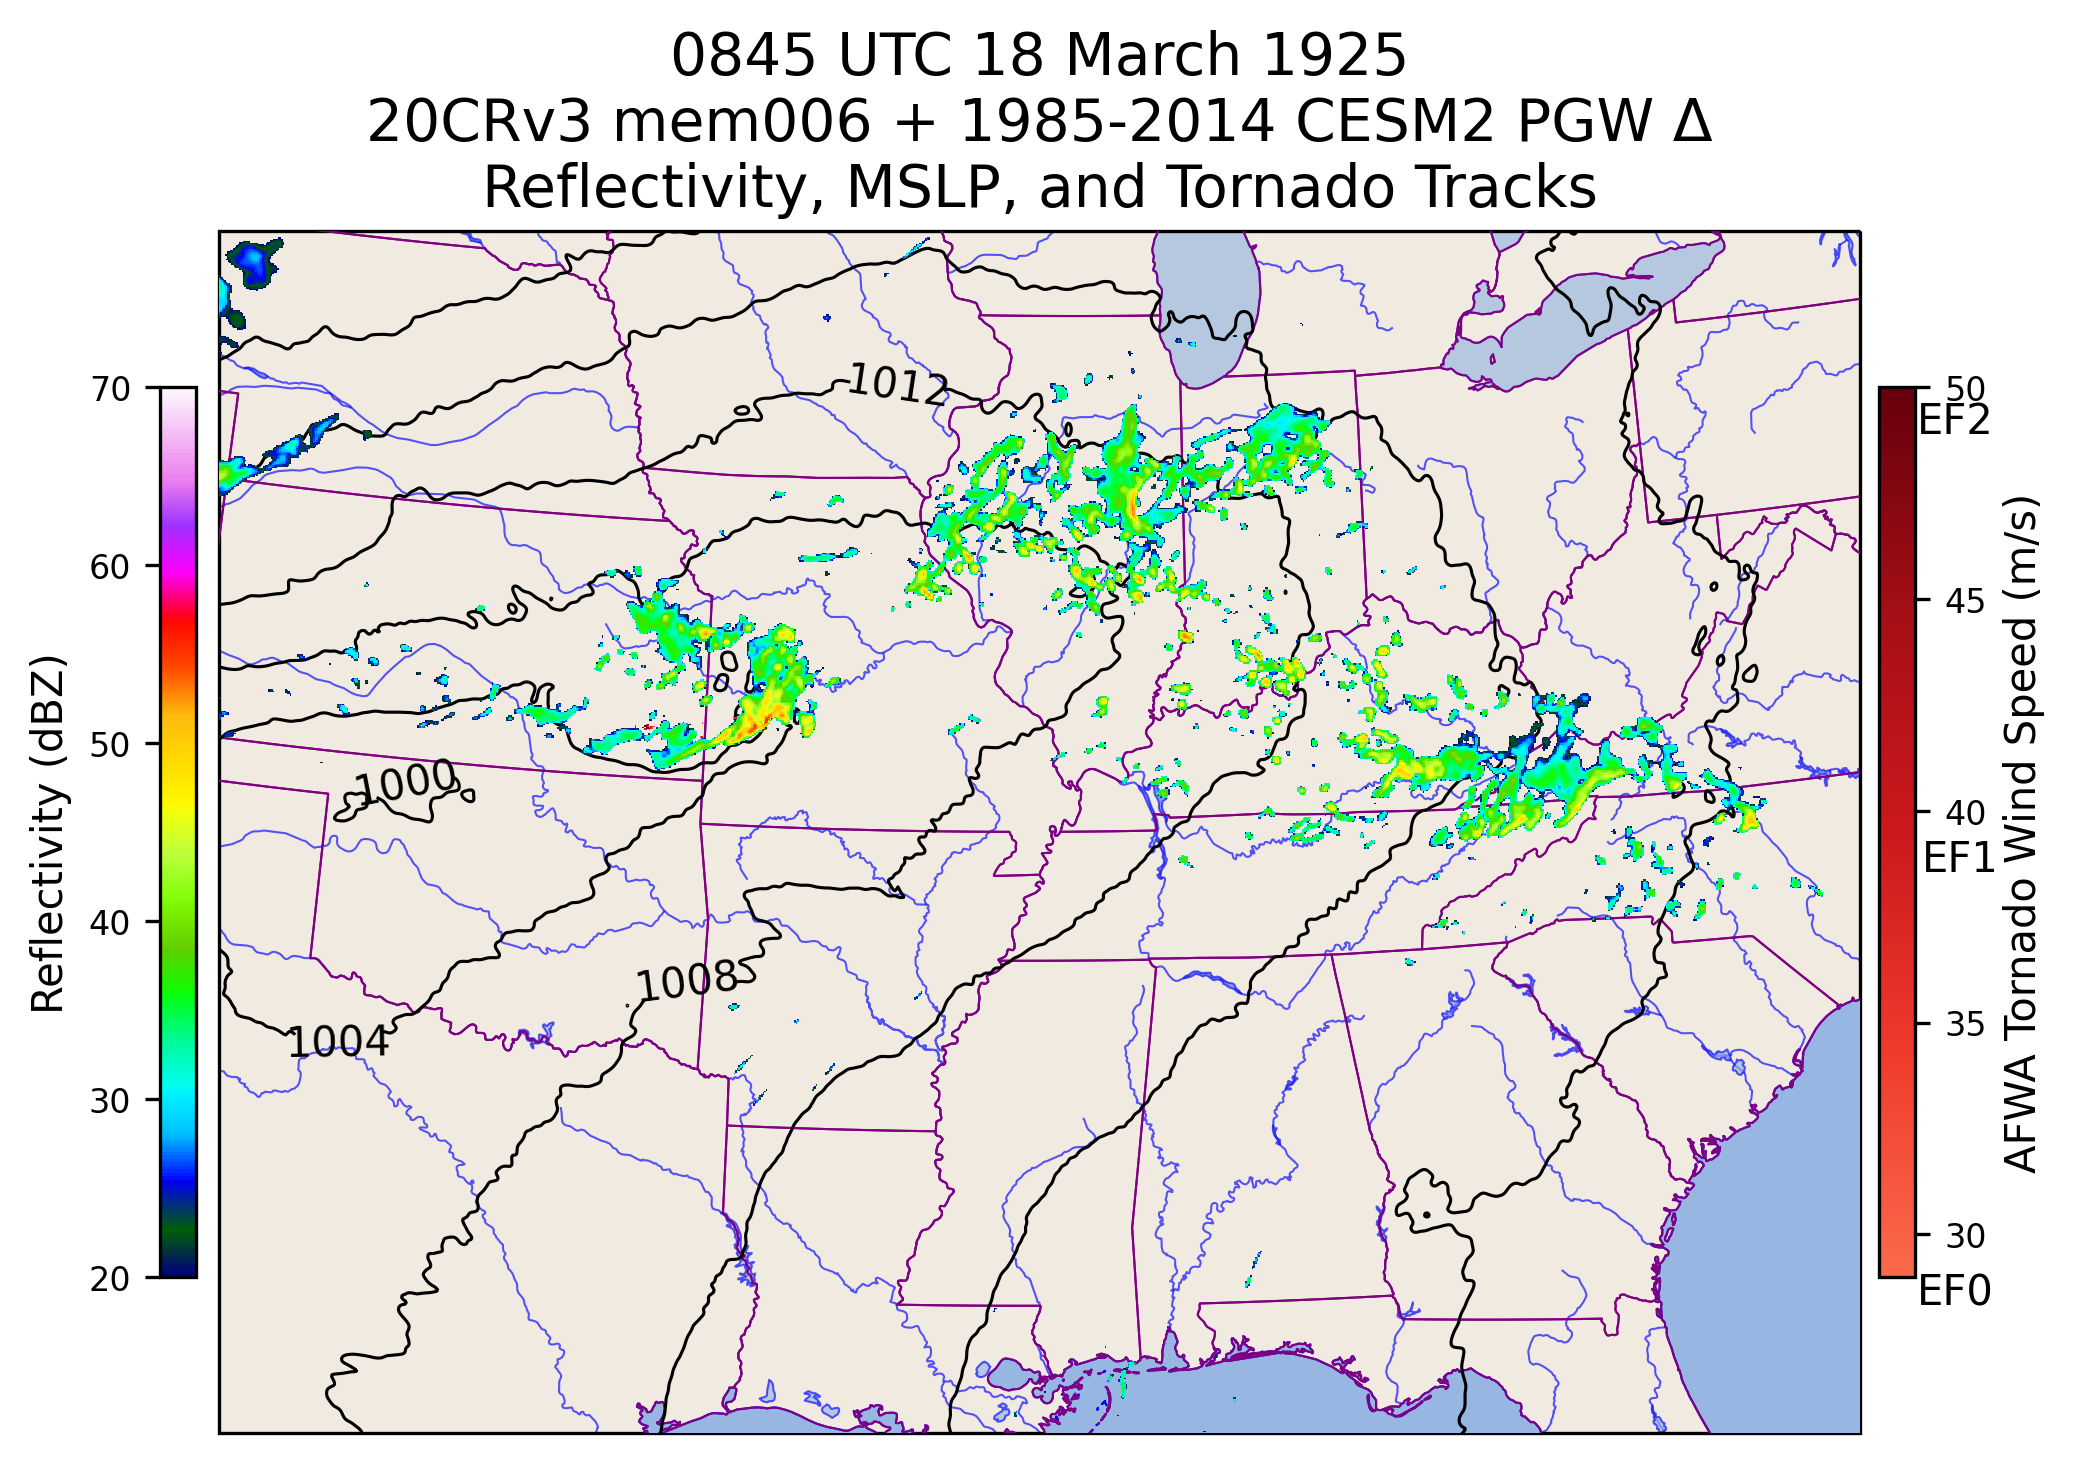 0845 UTC 18 March 1925
20CRv3 mem006 + 1985-2014 CESM2 PGW Δ
Reflectivity, MSLP, and Tornado Tracks
70
60
50
40
30
20
Reflectivity (dBZ)
1012
1000
1008
1004
50
EF2
45
40
EF1
35
30
EF0
AFWA Tornado Wind Speed (m/s)